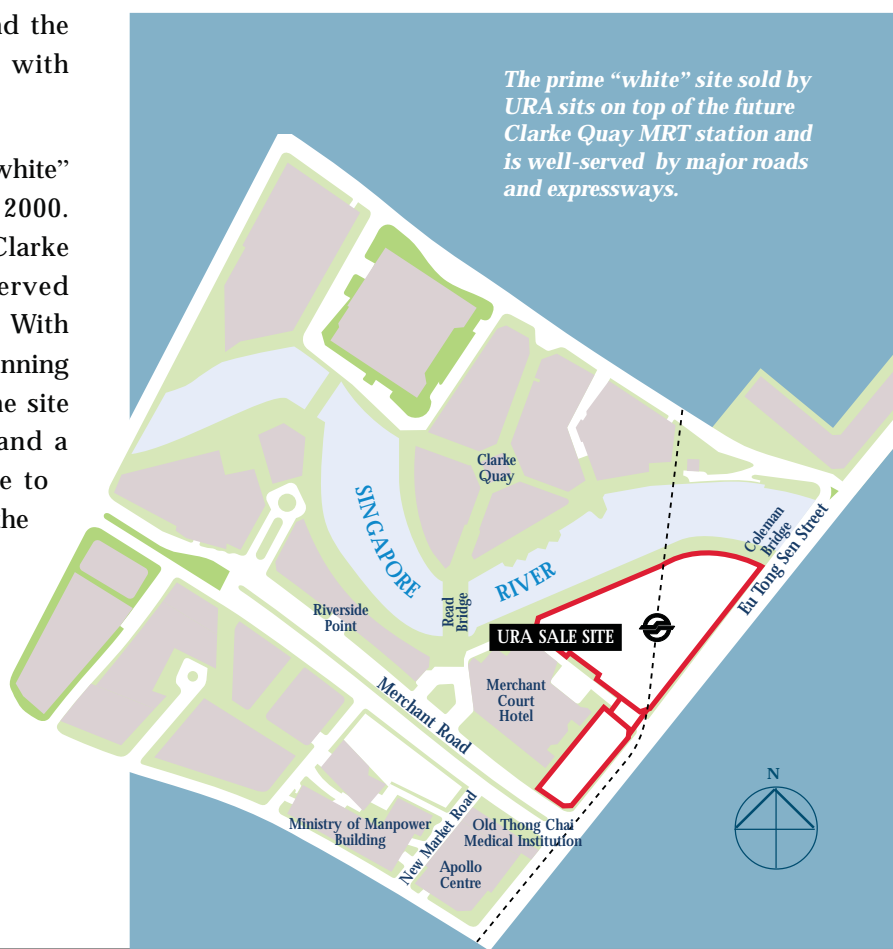 nd the
with
white”
2000.
Clarke
erved
With
nning
ne site
and a
e to
the
The prime “white” site sold by
URA sits on top of the future
Clarke Quay MRT station and
is well-served by major roads
and expressways.
Clarke
Quay
SINGAPORE
RIVER
Coleman
Bridge
Eu Tong Sen Street
Read
Bridge
Riverside
Point
URA SALE SITE
Merchant
Court
Hotel
Merchant Road
N
Ministry of Manpower
Building
New Market Road
Old Thong Chai
Medical Institution
Apollo
Centre